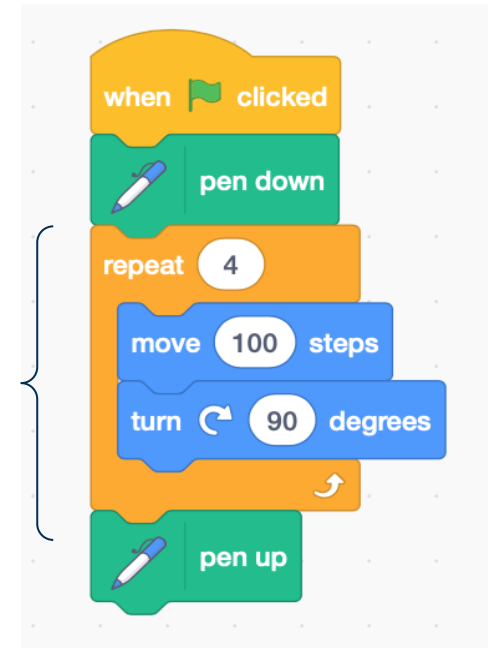 when clicked
pen down
repeat 4
move 100 steps
turn 90 degrees
pen up